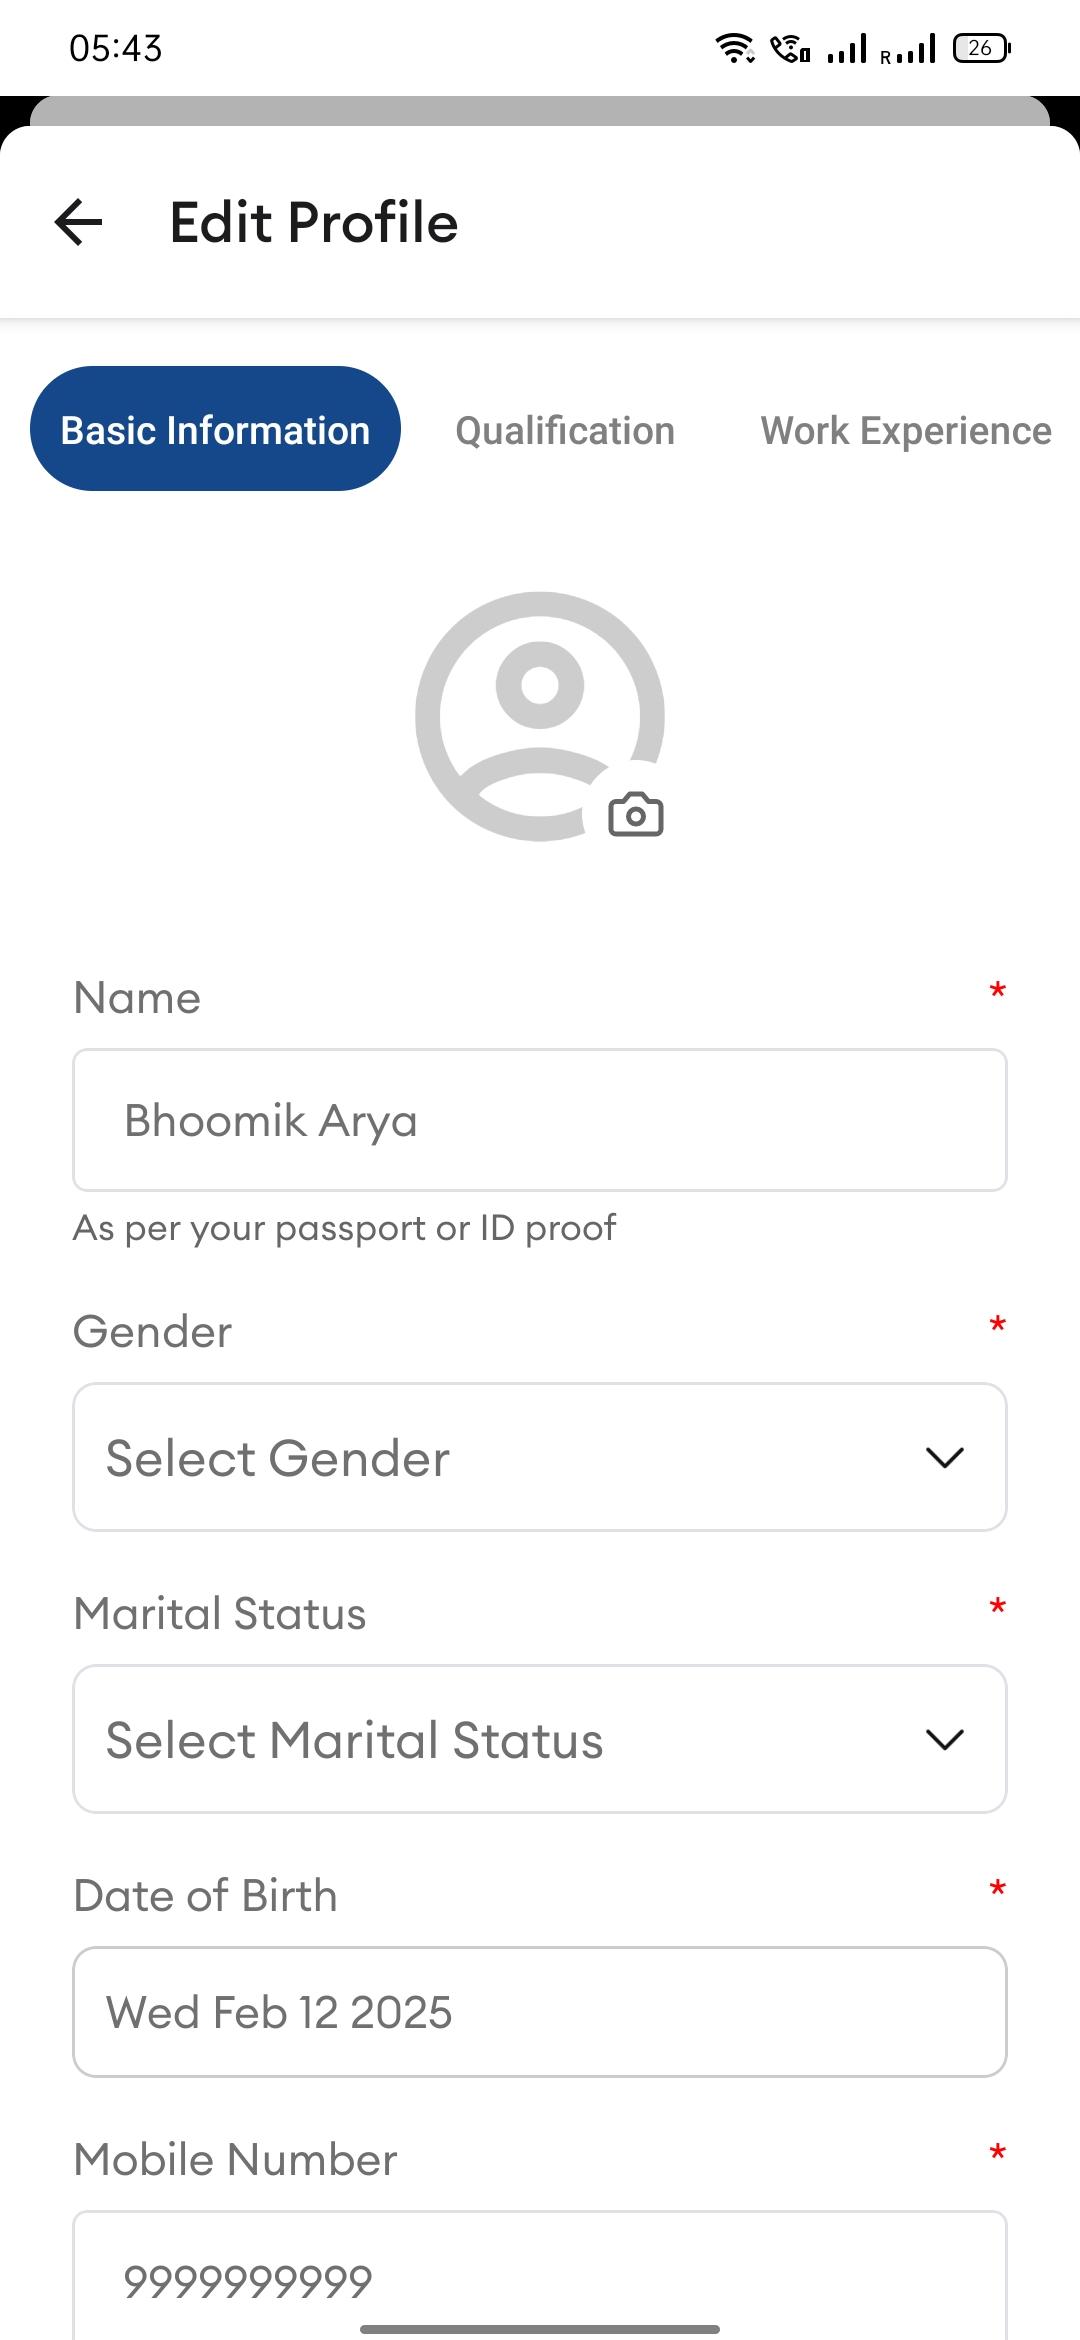 05:43
R
26
Edit Profile
Basic Information
Qualification
Work Experience
Name *
Bhoomik Arya
As per your passport or ID proof
Gender *
Select Gender
Marital Status *
Select Marital Status
Date of Birth *
Wed Feb 12 2025
Mobile Number *
9999999999